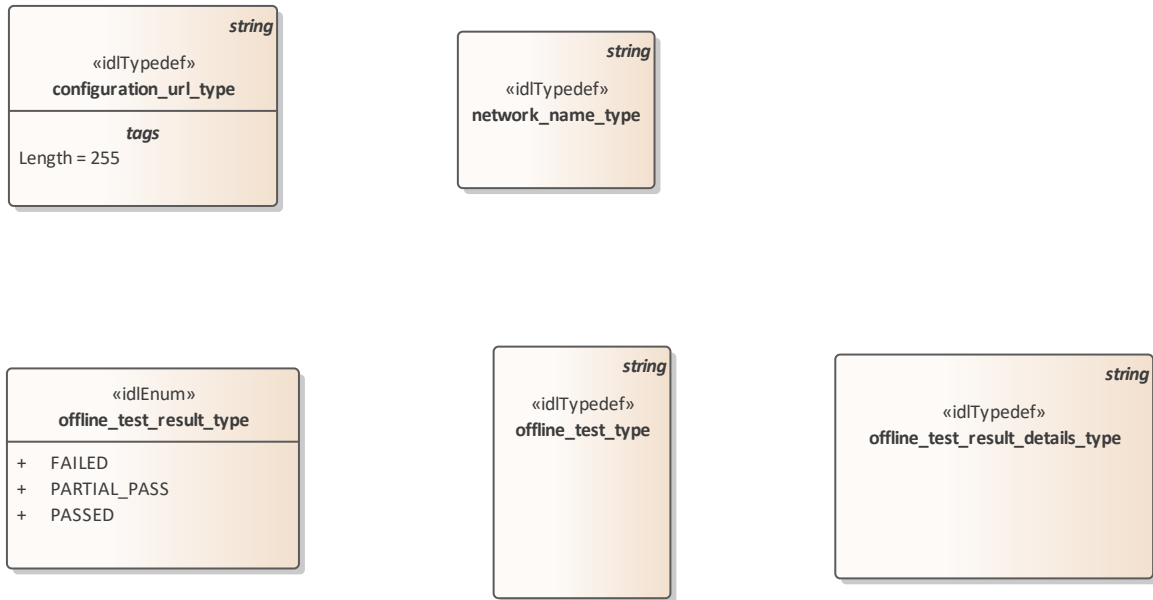 string
«idlTypedef»
configuration_url_type
tags
Length = 255
string
«idlTypedef»
network_name_type
«idlEnum»
offline_test_result_type
+ FAILED
+ PARTIAL_PASS
+ PASSED
string
«idlTypedef»
offline_test_type
string
«idlTypedef»
offline_test_result_details_type